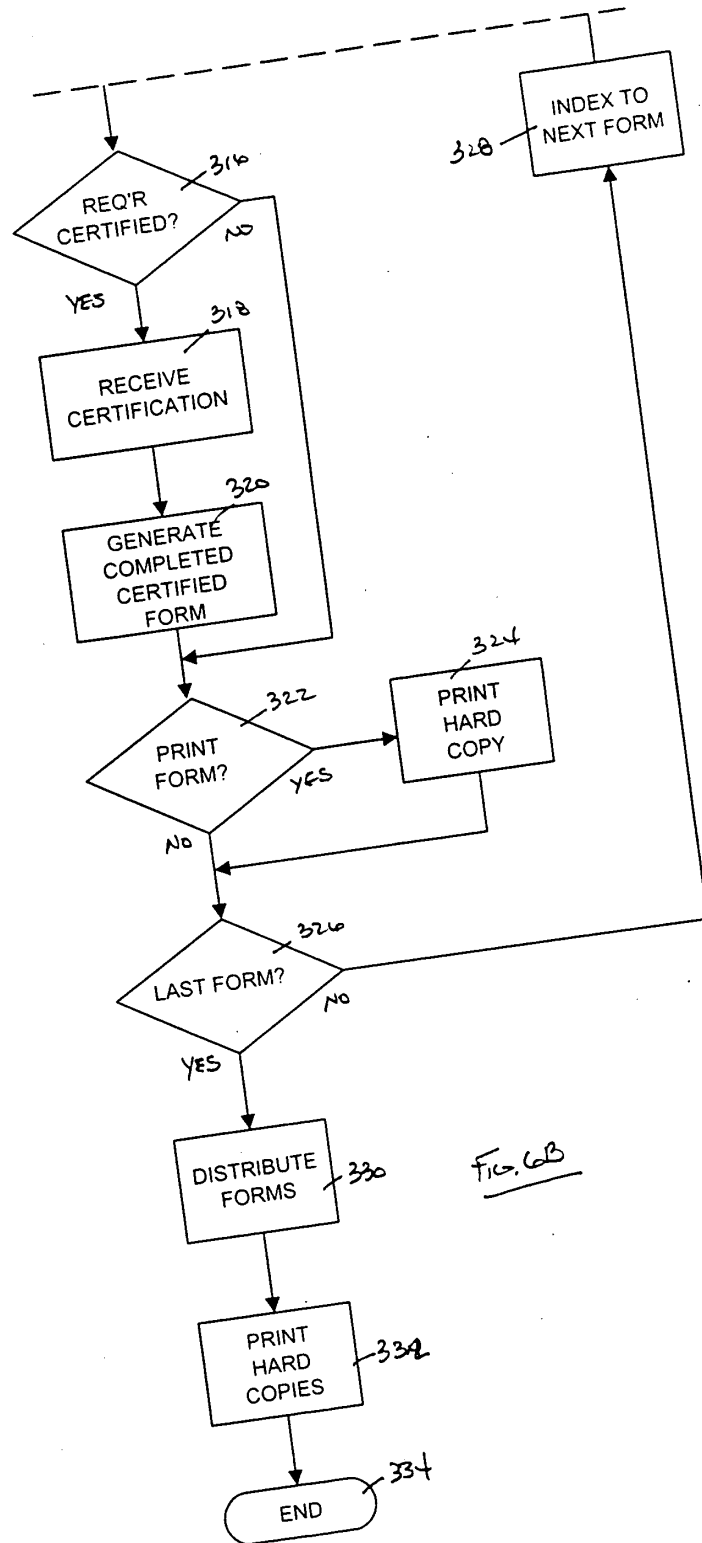 INDEX TO
NEXT FORM
328
316
REQ'R
CERTIFIED?
NO
YES
318
RECEIVE
CERTIFICATION
320
GENERATE
COMPLETED
CERTIFIED
FORM
324
PRINT
HARD
COPY
322
PRINT
FORM?
YES
NO
326
LAST FORM?
NO
YES
DISTRIBUTE
FORMS
330
FIG. 6B
PRINT
HARD
COPIES
332
END
334